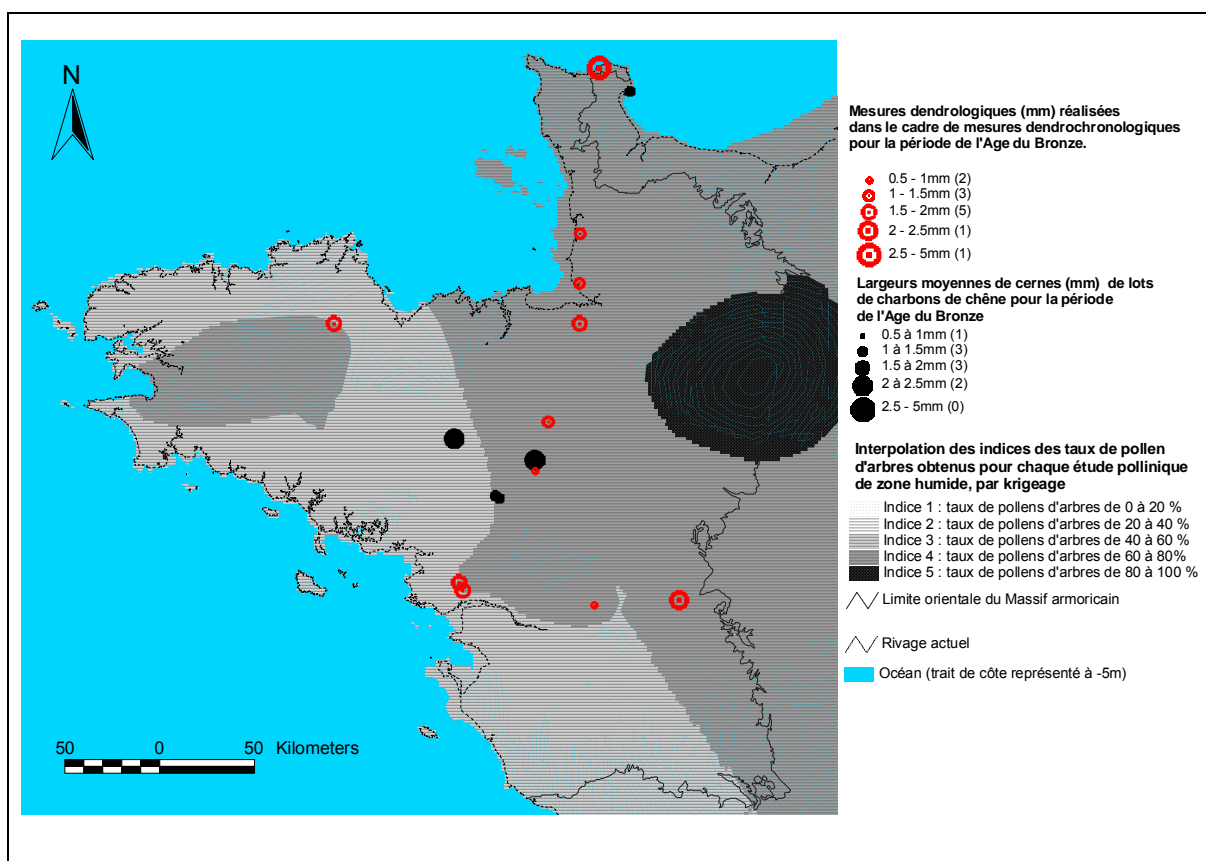 N
50 0 50 Kilometers
Mesures dendrologiques (mm) réalisées
dans le cadre de mesures dendrochronologiques
pour la période de l'Age du Bronze.
0.5 - 1mm (2)
1 - 1.5mm (3)
1.5 - 2mm (5)
2 - 2.5mm (1)
2.5 - 5mm (1)
Largeurs moyennes de cernes (mm) de lots
de charbons de chêne pour la période
de l'Age du Bronze
0.5 à 1mm (1)
1 à 1.5mm (3)
1.5 à 2mm (3)
2 à 2.5mm (2)
2.5 - 5mm (0)
Interpolation des indices des taux de pollen
d'arbres obtenus pour chaque étude pollinique
de zone humide, par krigeage
Indice 1 : taux de pollens d'arbres de 0 à 20 %
Indice 2 : taux de pollens d'arbres de 20 à 40 %
Indice 3 : taux de pollens d'arbres de 40 à 60 %
Indice 4 : taux de pollens d'arbres de 60 à 80%
Indice 5 : taux de pollens d'arbres de 80 à 100 %
Limite orientale du Massif armoricain
Rivage actuel
Océan (trait de côte représenté à -5m)